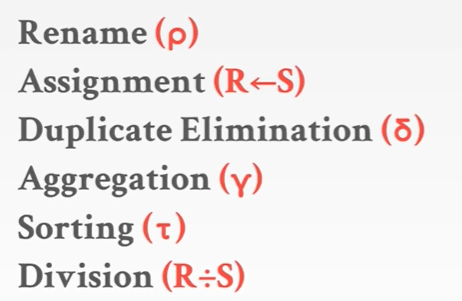 Rename (ρ)
Assignment (R←S)
Duplicate Elimination (δ)
Aggregation (γ)
Sorting (τ)
Division (R÷S)